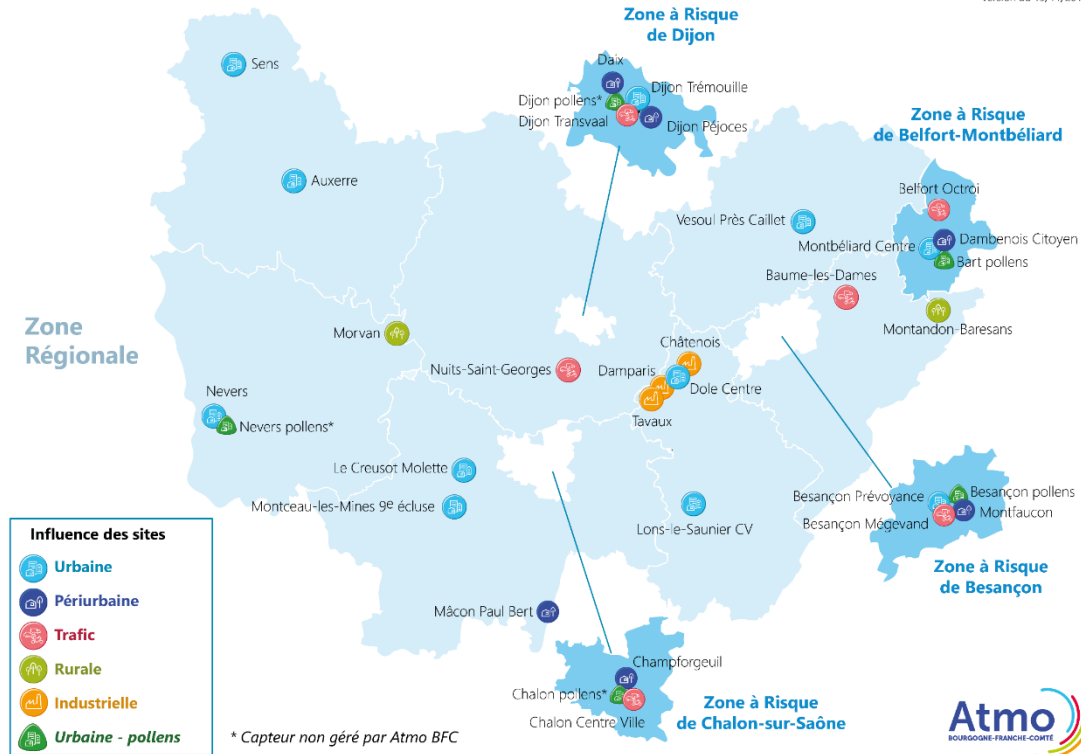 Zone à Risque
de Dijon
Sens
Daix
Dijon Trémouille
Dijon pollens*
Dijon Transvaal
Dijon Péjoces
Zone à Risque
de Belfort-Montbéliard
Auxerre
Belfort Octroi
Vesoul Près Caillet
Montbéliard Centre
Dambenois Citoyen
Bart pollens
Baume-les-Dames
Zone
Régionale
Morvan
Montandon-Baresans
Châtenois
Nuits-Saint-Georges
Damparis
Dole Centre
Tavaux
Nevers
Nevers pollens*
Le Creusot Molette
Montceau-les-Mines 9e écluse
Lons-le-Saunier CV
Besançon Prévoyance
Besançon pollens
Besançon Mégevand
Montfaucon
Zone à Risque
de Besançon
Mâcon Paul Bert
Champforgeuil
Chalon pollens*
Chalon Centre Ville
Zone à Risque
de Chalon-sur-Saône
Influence des sites
Urbaine
Périurbaine
Trafic
Rurale
Industrielle
Urbaine - pollens
* Capteur non géré par Atmo BFC
Atmo
BOURGOGNE-FRANCHE-COMTÉ